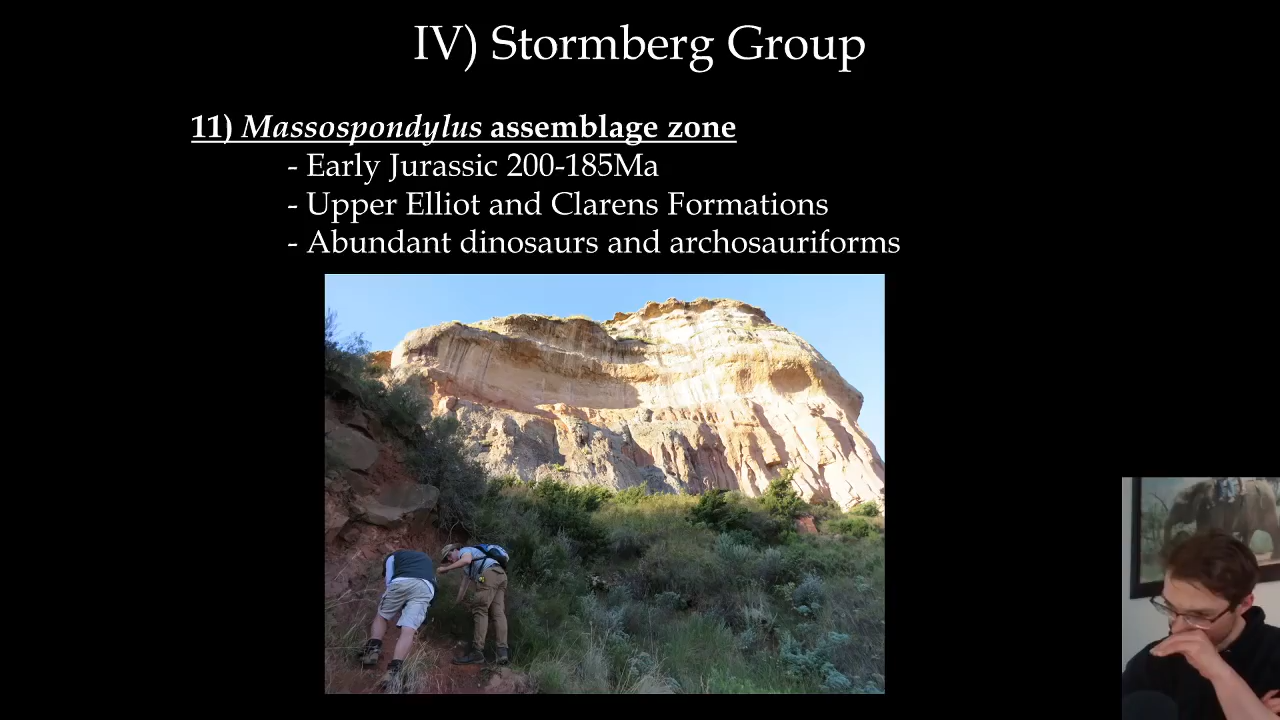 IV) Stormberg Group
11) Massospondylus assemblage zone
- Early Jurassic 200-185Ma
- Upper Elliot and Clarens Formations
- Abundant dinosaurs and archosauriforms